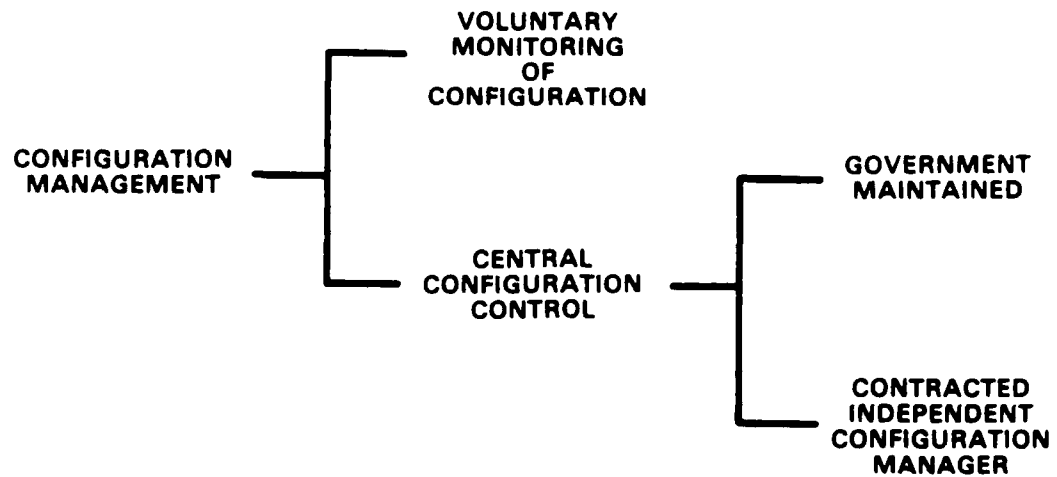 VOLUNTARY
MONITORING
OF
CONFIGURATION
CONFIGURATION
MANAGEMENT
GOVERNMENT
MAINTAINED
CENTRAL
CONFIGURATION
CONTROL
CONTRACTED
INDEPENDENT
CONFIGURATION
MANAGER